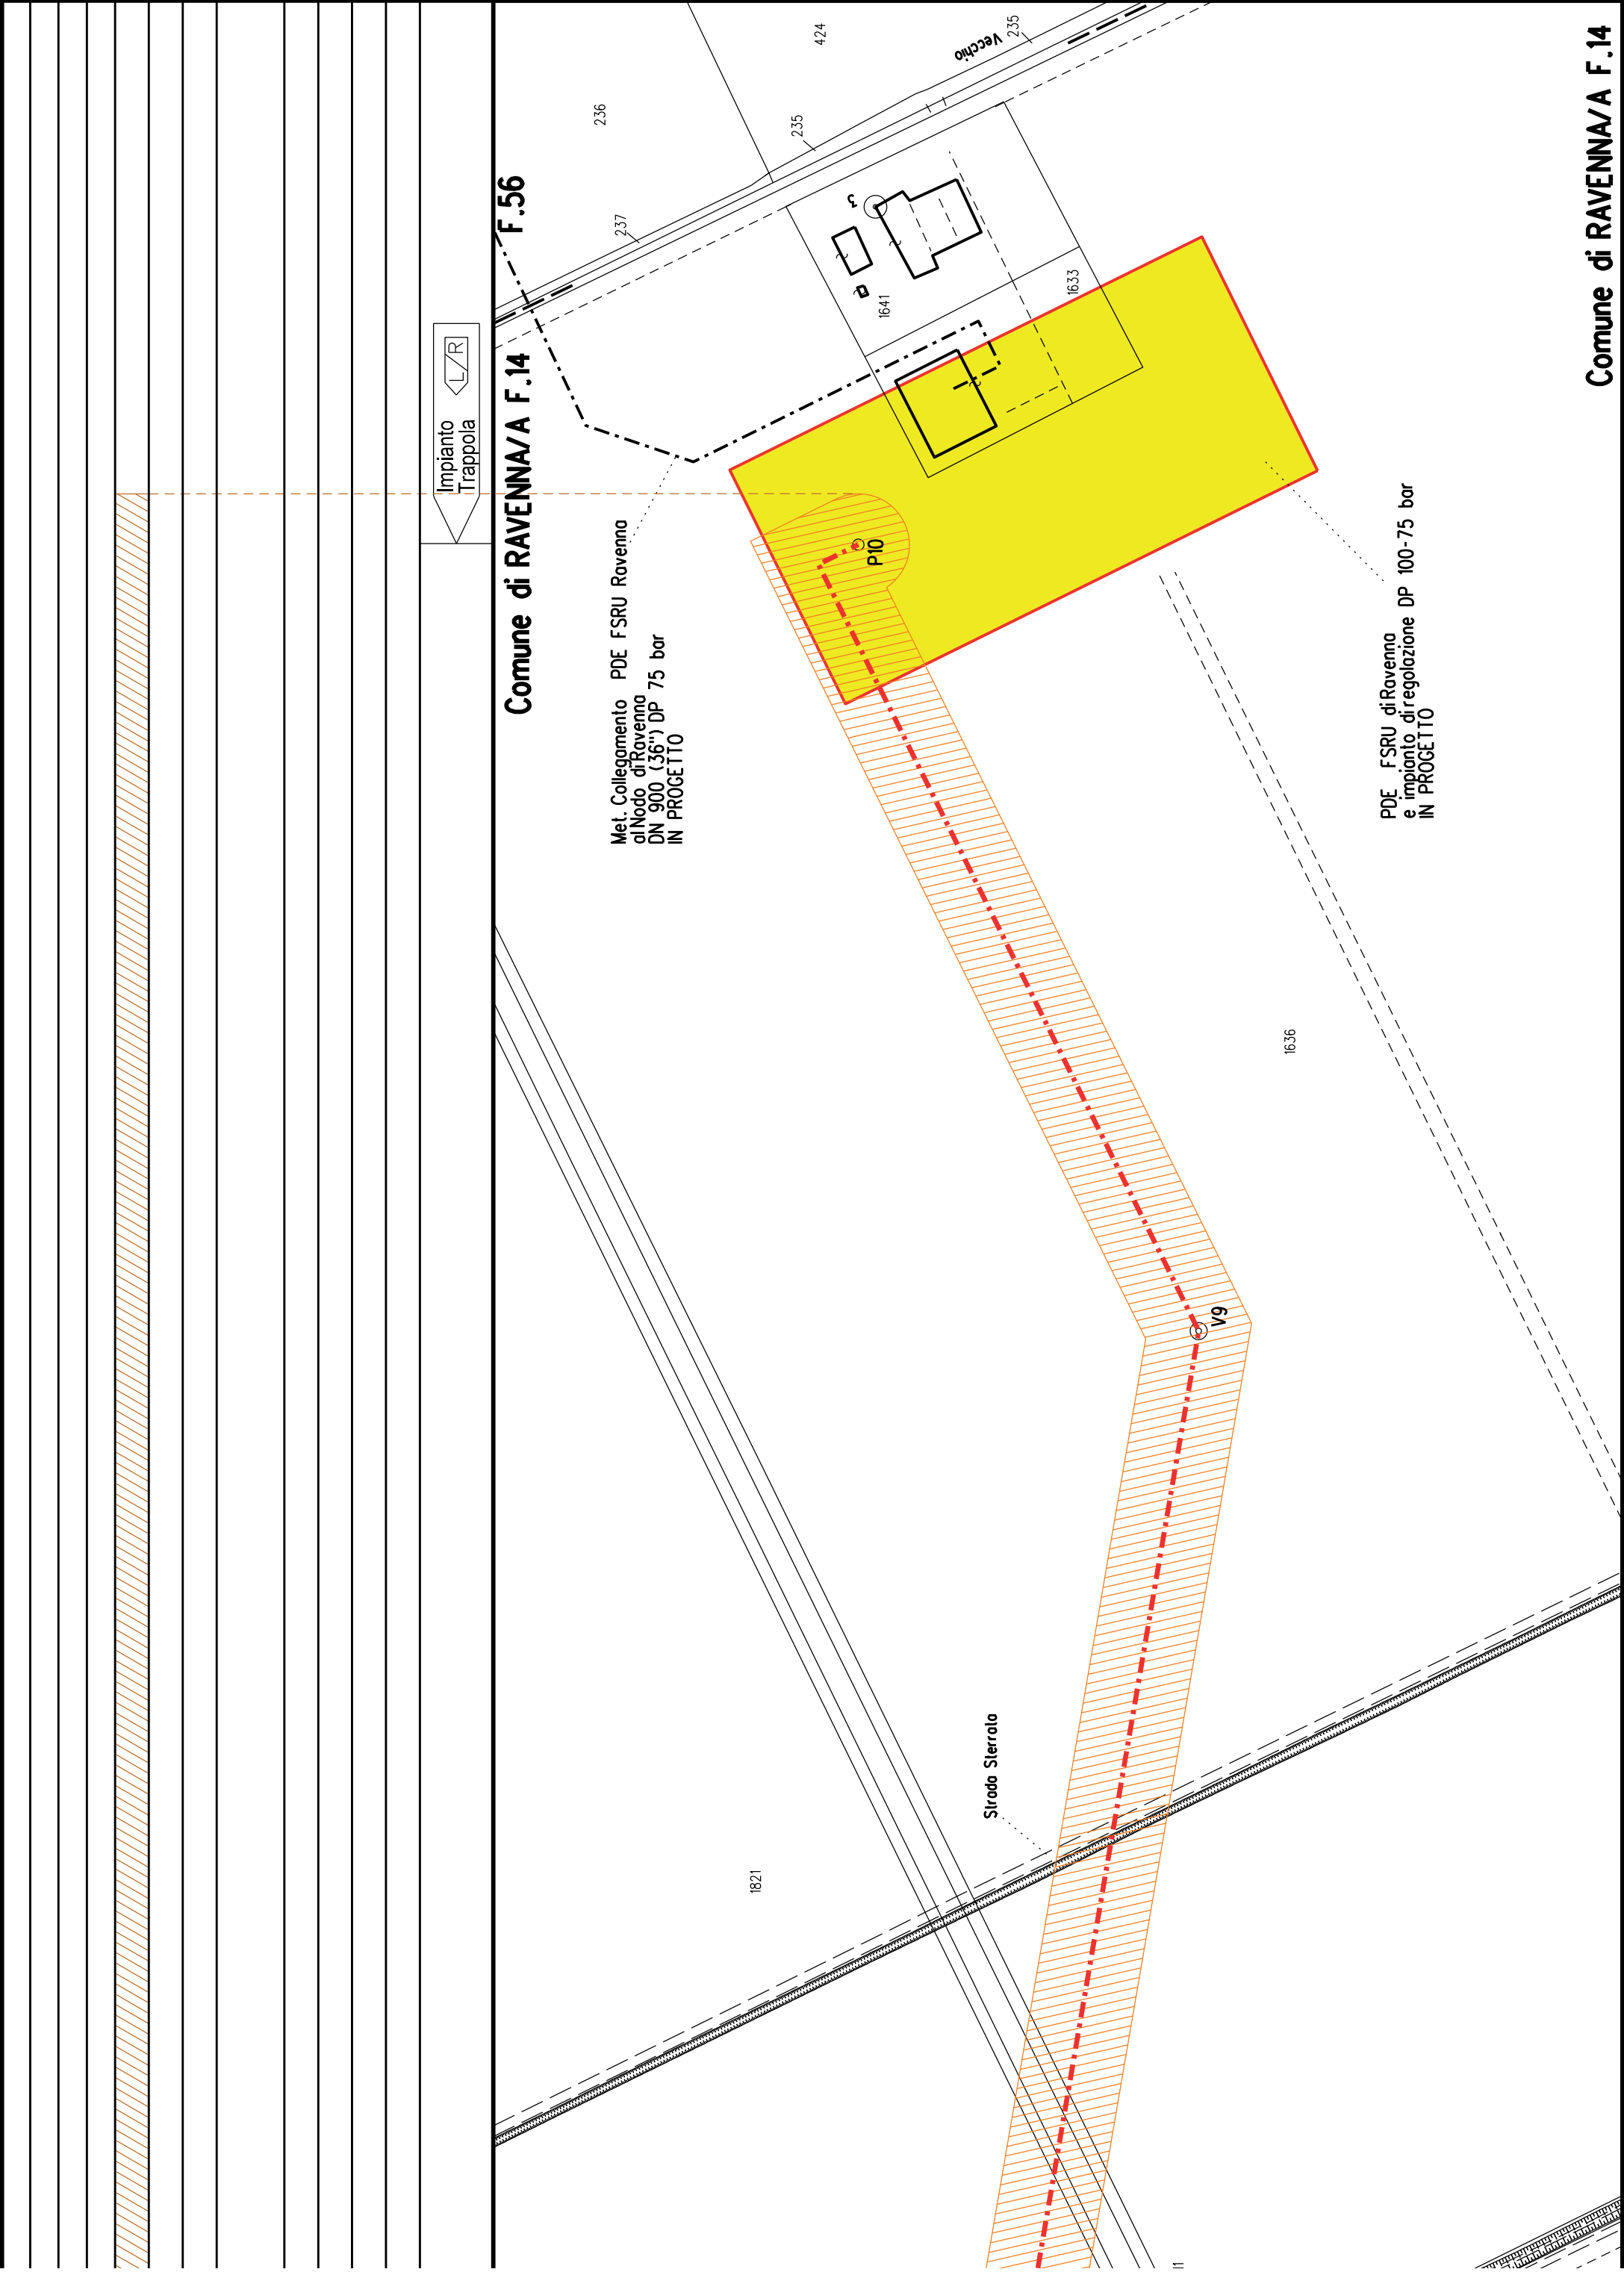 Impianto
Trappola
L/R
F.56
Comune di RAVENNA/A F.14
Comune di RAVENNA/A F.14
236
424
235
Vecchio
235
237
3
1641
1633
Met. Collegamento PDE FSRU Ravenna
al Nodo di Ravenna
DN 900 (36") DP 75 bar
IN PROGETTO
P10
PDE FSRU di Ravenna
e impianto di regolazione DP 100-75 bar
IN PROGETTO
1636
V9
Strada Sterrata
1821